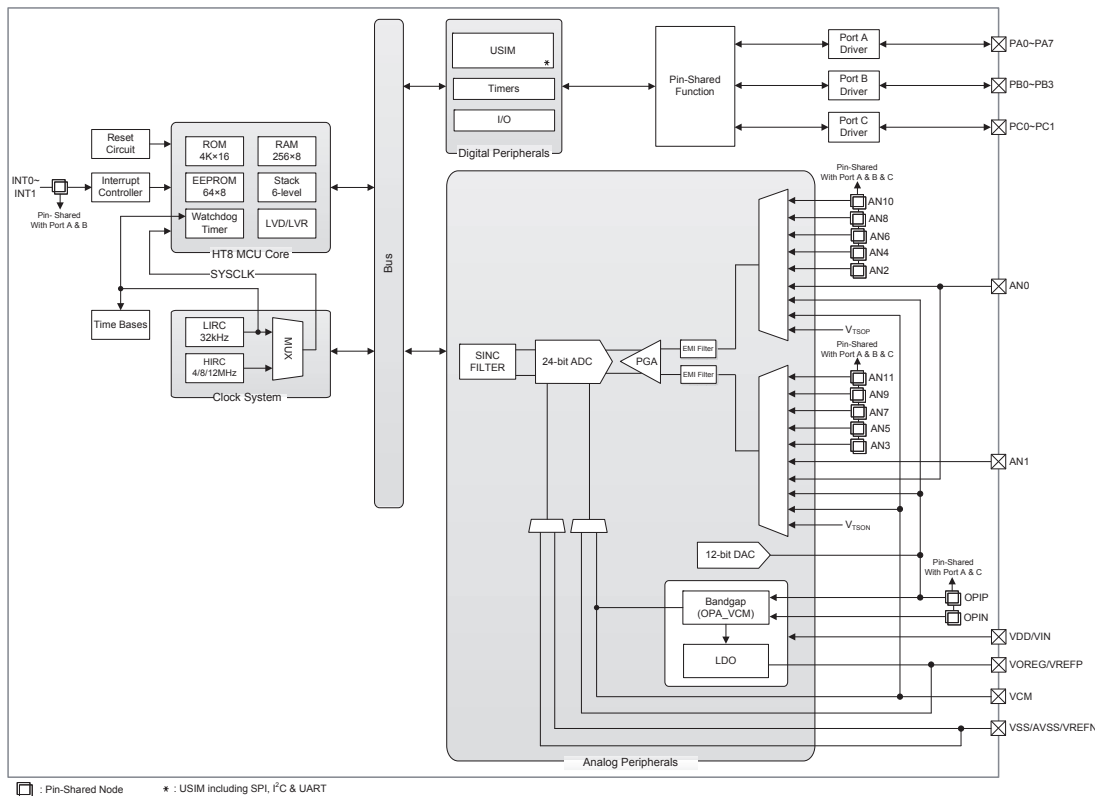 USIM
*
Timers
I/O
Digital Peripherals
Pin-Shared
Function
Port A
Driver
Port B
Driver
Port C
Driver
PA0~PA7
PB0~PB3
PC0~PC1
Reset
Circuit
INT0~
INT1
Pin- Shared
With Port A & B
Interrupt
Controller
ROM
4K×16
RAM
256×8
EEPROM
64×8
Stack
6-level
Watchdog
Timer
LVD/LVR
HT8 MCU Core
SYSCLK
Time Bases
LIRC
32kHz
HIRC
4/8/12MHz
MUX
Clock System
Bus
SINC
FILTER
24-bit ADC
PGA
EMI Filter
EMI Filter
Pin-Shared
With Port A & B & C
AN10
AN8
AN6
AN4
AN2
AN0
VTSOP
Pin-Shared
With Port A & B & C
AN11
AN9
AN7
AN5
AN3
AN1
VTSON
12-bit DAC
Pin-Shared
With Port A & C
OPIP
OPIN
Bandgap
(OPA_VCM)
LDO
VDD/VIN
VOREG/VREFP
VCM
VSS/AVSS/VREFN
Analog Peripherals
: Pin-Shared Node
* : USIM including SPI, I²C & UART